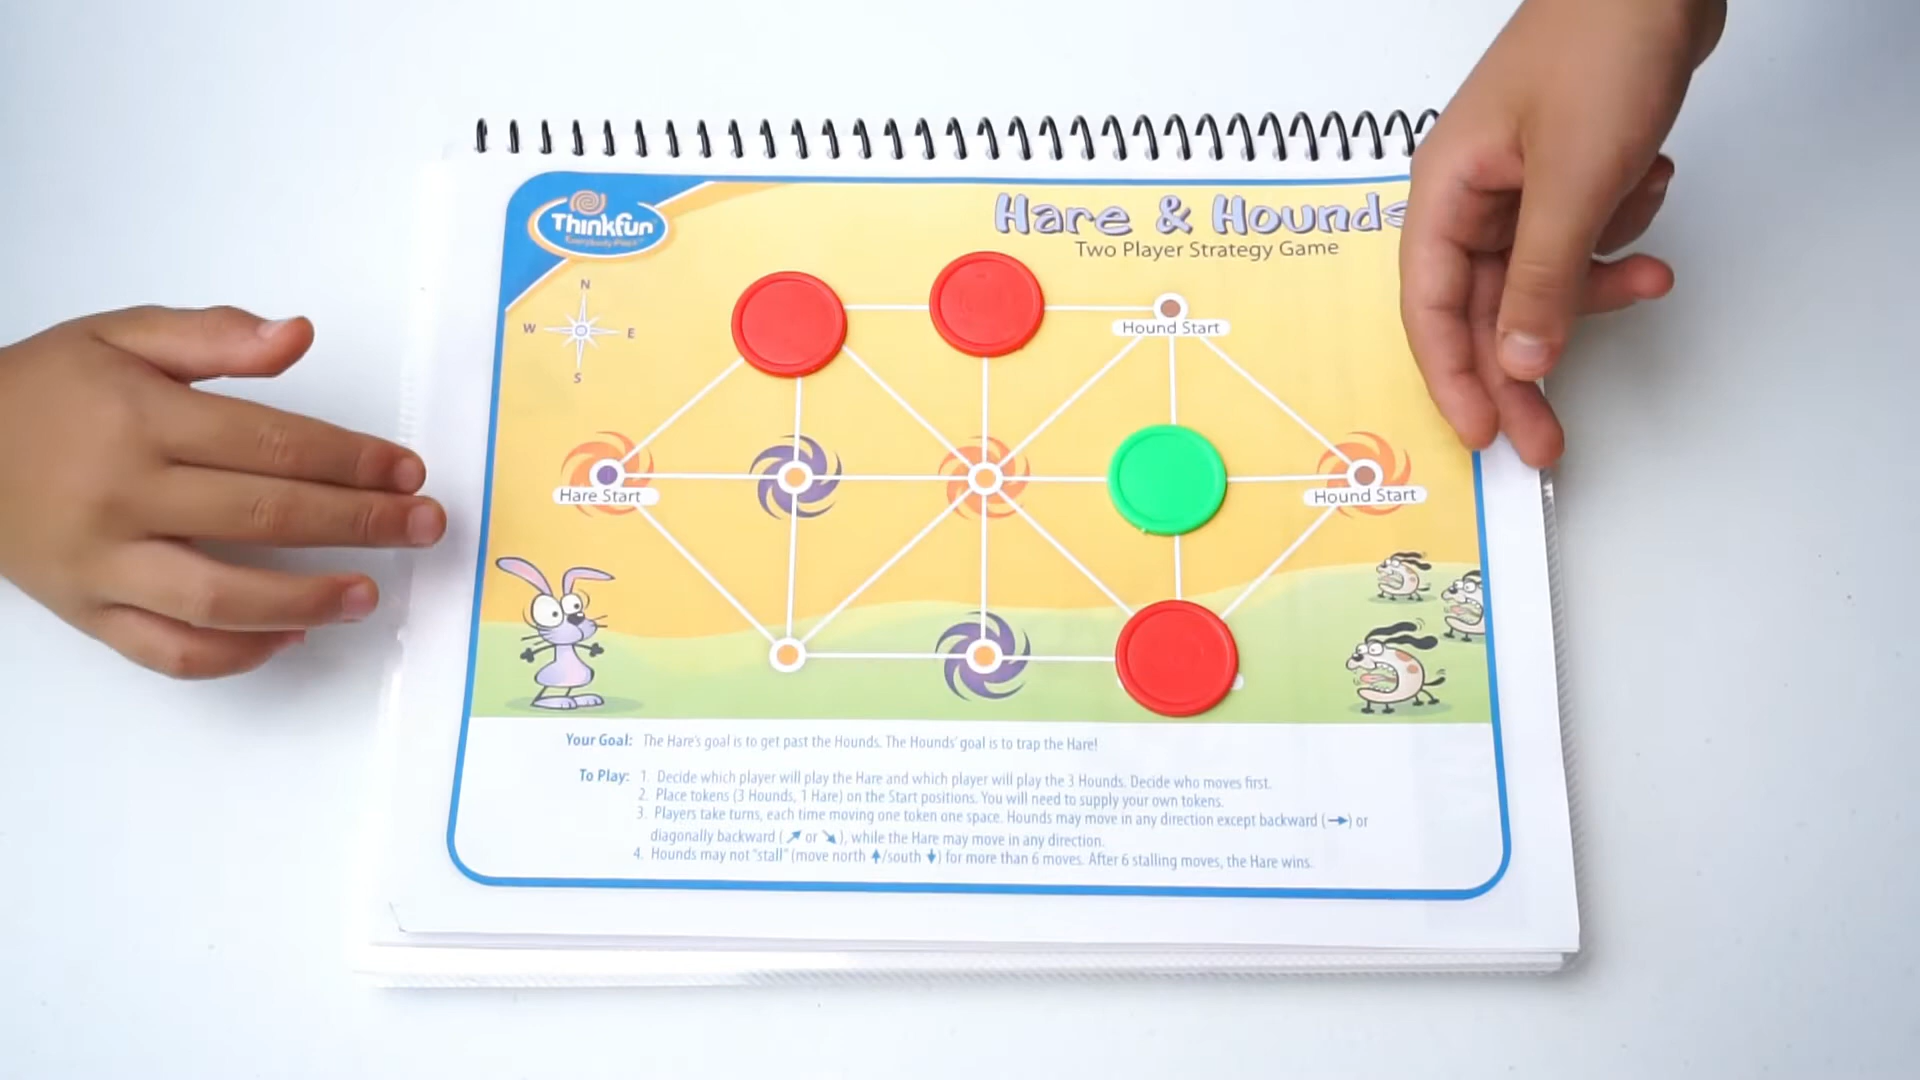 Thinkfun
Everybody Plays
Hare & Hounds
Two Player Strategy Game
N
W
E
S
Hound Start
Hare Start
Hound Start
Your Goal: The Hare's goal is to get past the Hounds. The Hounds' goal is to trap the Hare!
To Play: 1. Decide which player will play the Hare and which player will play the 3 Hounds. Decide who moves first.
2. Place tokens (3 Hounds, 1 Hare) on the Start positions. You will need to supply your own tokens.
3. Players take turns, each time moving one token one space. Hounds may move in any direction except backward (→) or
diagonally backward (↗ or ↘), while the Hare may move in any direction.
4. Hounds may not "stall" (move north ↑/south ↓) for more than 6 moves. After 6 stalling moves, the Hare wins.